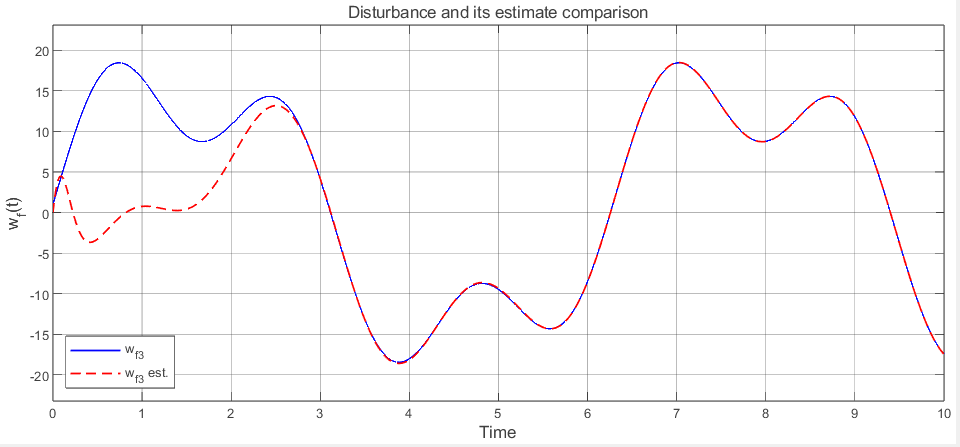 Disturbance and its estimate comparison
w_f(t)
20
15
10
5
0
-5
-10
-15
-20
w_f3
w_f3 est.
0 1 2 3 4 5 6 7 8 9 10
Time